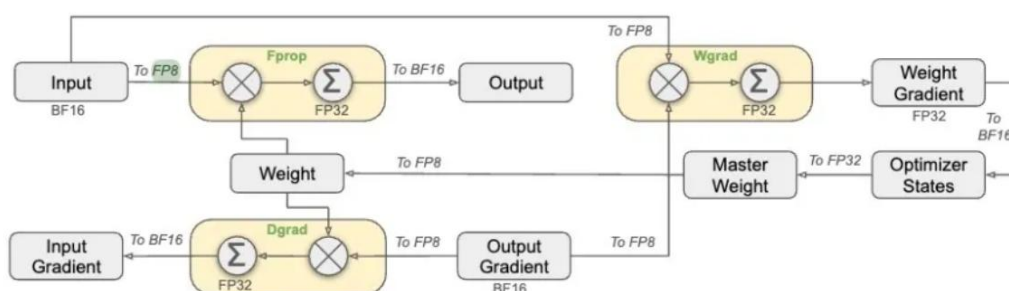 To FP8
Fprop
Wgrad
Input
To FP8
Σ
To BF16
Output
Σ
Weight
Gradient
BF16
FP32
FP32
FP32
To
BF16
Weight
To FP8
Master
Weight
To FP32
Optimizer
States
Dgrad
Input
Gradient
To BF16
Σ
To FP8
Output
Gradient
To FP8
FP32
BF16